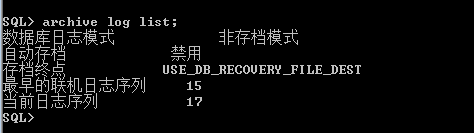 SQL> archive log list;
数据库日志模式 非存档模式
自动存档 禁用
存档终点 USE_DB_RECOVERY_FILE_DEST
最早的联机日志序列 15
当前日志序列 17
SQL>